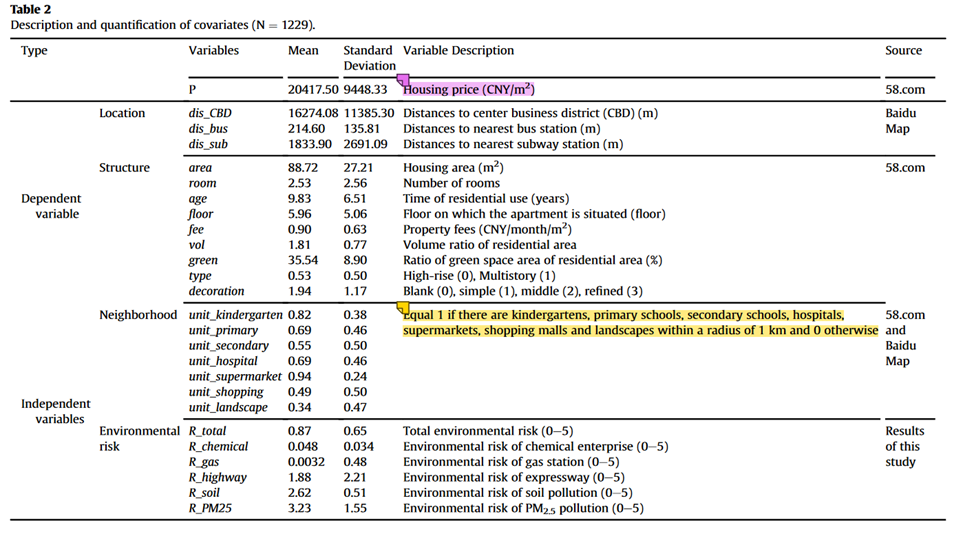 Table 2
Description and quantification of covariates (N = 1229).
Type Variables Mean Standard Deviation Variable Description Source
P 20417.50 9448.33 Housing price (CNY/m²) 58.com
Location dis_CBD 16274.08 11385.30 Distances to center business district (CBD) (m) Baidu
dis_bus 214.60 135.81 Distances to nearest bus station (m) Map
dis_sub 1833.90 2691.09 Distances to nearest subway station (m)
Structure area 88.72 27.21 Housing area (m²) 58.com
room 2.53 2.56 Number of rooms
Dependent age 9.83 6.51 Time of residential use (years)
variable floor 5.96 5.06 Floor on which the apartment is situated (floor)
fee 0.90 0.63 Property fees (CNY/month/m²)
vol 1.81 0.77 Volume ratio of residential area
green 35.54 8.90 Ratio of green space area of residential area (%)
type 0.53 0.50 High-rise (0), Multistory (1)
decoration 1.94 1.17 Blank (0), simple (1), middle (2), refined (3)
Neighborhood unit_kindergarten 0.82 0.38 Equal 1 if there are kindergartens, primary schools, secondary schools, hospitals, 58.com
unit_primary 0.69 0.46 supermarkets, shopping malls and landscapes within a radius of 1 km and 0 otherwise and
unit_secondary 0.55 0.50 Baidu
unit_hospital 0.69 0.46 Map
unit_supermarket 0.94 0.24
unit_shopping 0.49 0.50
Independent unit_landscape 0.34 0.47
variables
Environmental R_total 0.87 0.65 Total environmental risk (0–5) Results
risk R_chemical 0.048 0.034 Environmental risk of chemical enterprise (0–5) of this
R_gas 0.0032 0.48 Environmental risk of gas station (0–5) study
R_highway 1.88 2.21 Environmental risk of expressway (0–5)
R_soil 2.62 0.51 Environmental risk of soil pollution (0–5)
R_PM25 3.23 1.55 Environmental risk of PM₂.₅ pollution (0–5)